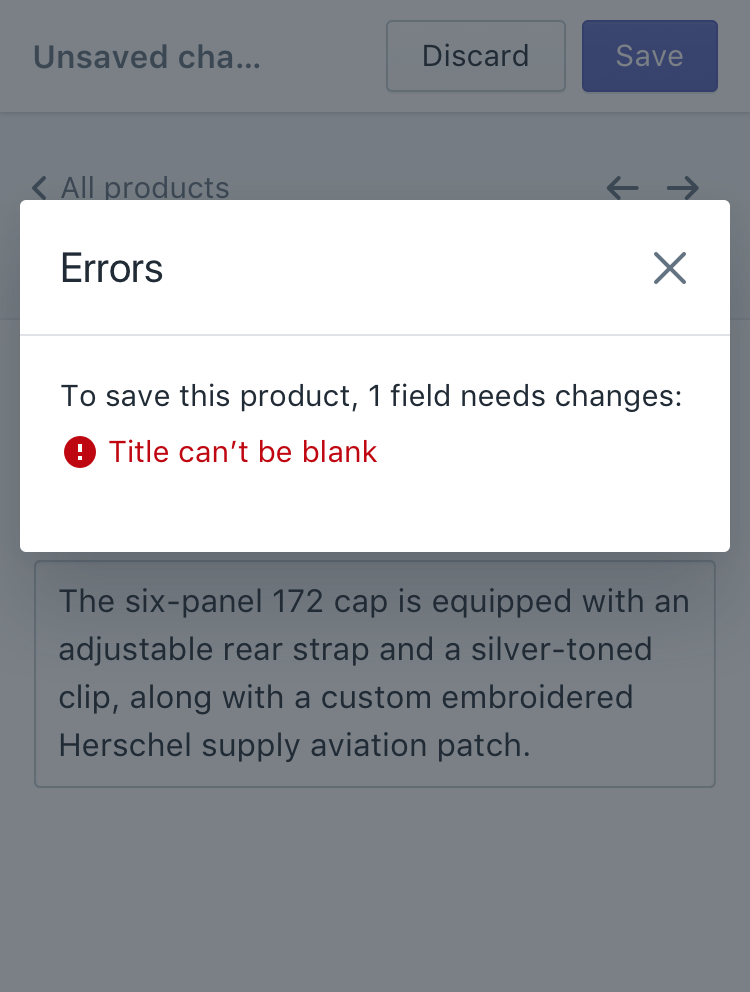 Unsaved cha...
Discard
Save
All products
Errors
To save this product, 1 field needs changes:
Title can’t be blank
The six-panel 172 cap is equipped with an
adjustable rear strap and a silver-toned
clip, along with a custom embroidered
Herschel supply aviation patch.